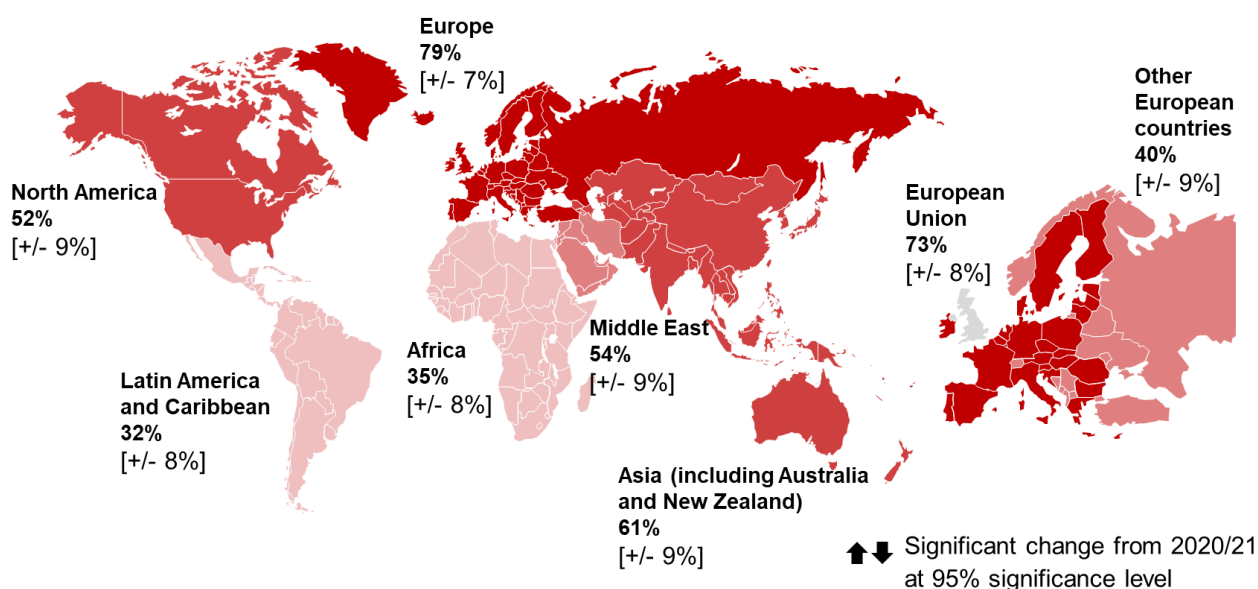 Europe
79%
[+/- 7%]
Other
European
countries
40%
[+/- 9%]
North America
52%
[+/- 9%]
European
Union
73%
[+/- 8%]
Middle East
54%
[+/- 9%]
Africa
35%
[+/- 8%]
Latin America
and Caribbean
32%
[+/- 8%]
Asia (including Australia
and New Zealand)
61%
[+/- 9%]
Significant change from 2020/21
at 95% significance level